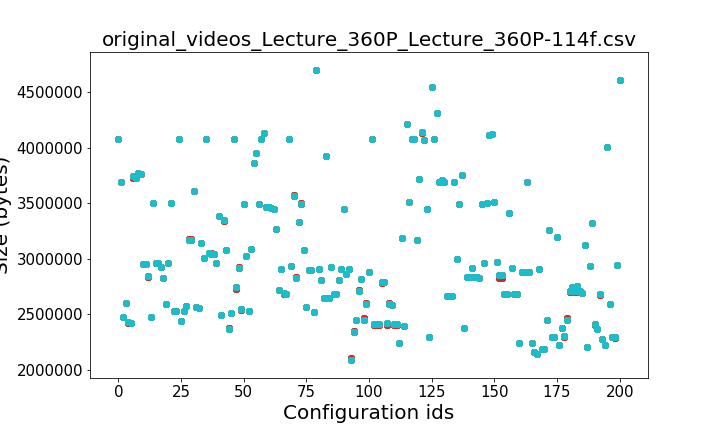 original_videos_Lecture_360P_Lecture_360P-114f.csv
Size (bytes)
4500000
4000000
3500000
3000000
2500000
2000000
0 25 50 75 100 125 150 175 200
Configuration ids